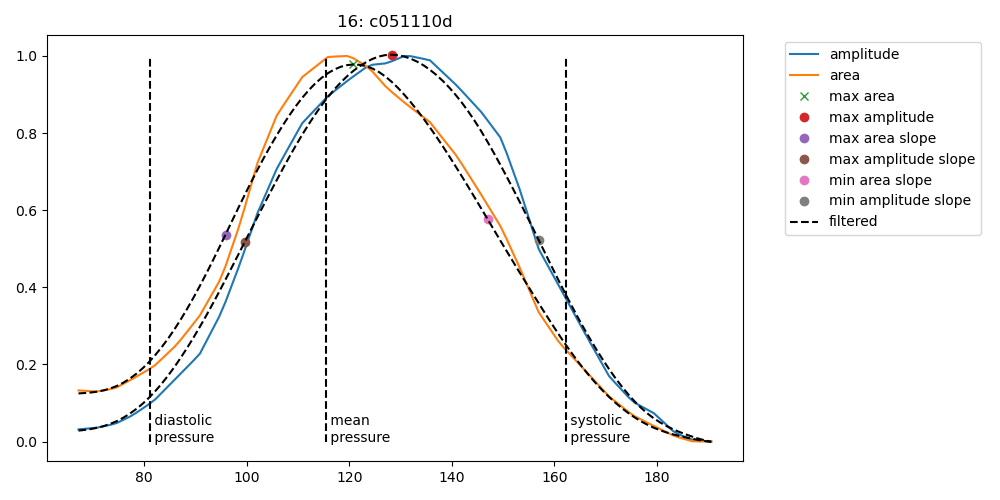 16: c051110d
1.0
0.8
0.6
0.4
0.2
0.0
80
100
120
140
160
180
diastolic
pressure
mean
pressure
systolic
pressure
amplitude
area
max area
max amplitude
max area slope
max amplitude slope
min area slope
min amplitude slope
filtered